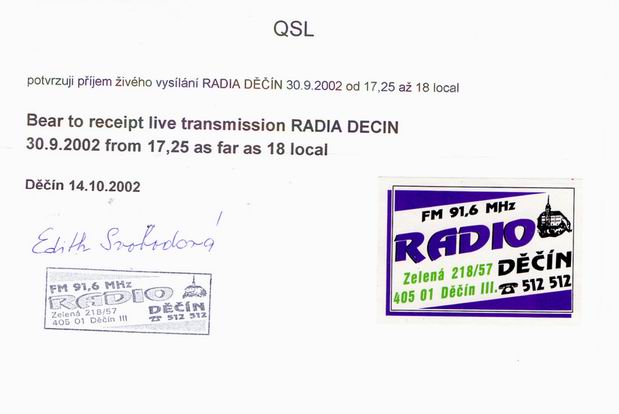 QSL
potvrzuji příjem živého vysílání RADIA DĚČÍN 30.9.2002 od 17,25 až 18 local
Bear to receipt live transmission RADIA DECIN
30.9.2002 from 17,25 as far as 18 local
Děčín 14.10.2002
Edith Svobodová
FM 91,6 MHz
RADIO
Zelená 218/57 DĚČÍN
405 01 Děčín III ☎ 512 512
FM 91,6 MHz
RADIO
Zelená 218/57 DĚČÍN
405 01 Děčín III. ☎ 512 512